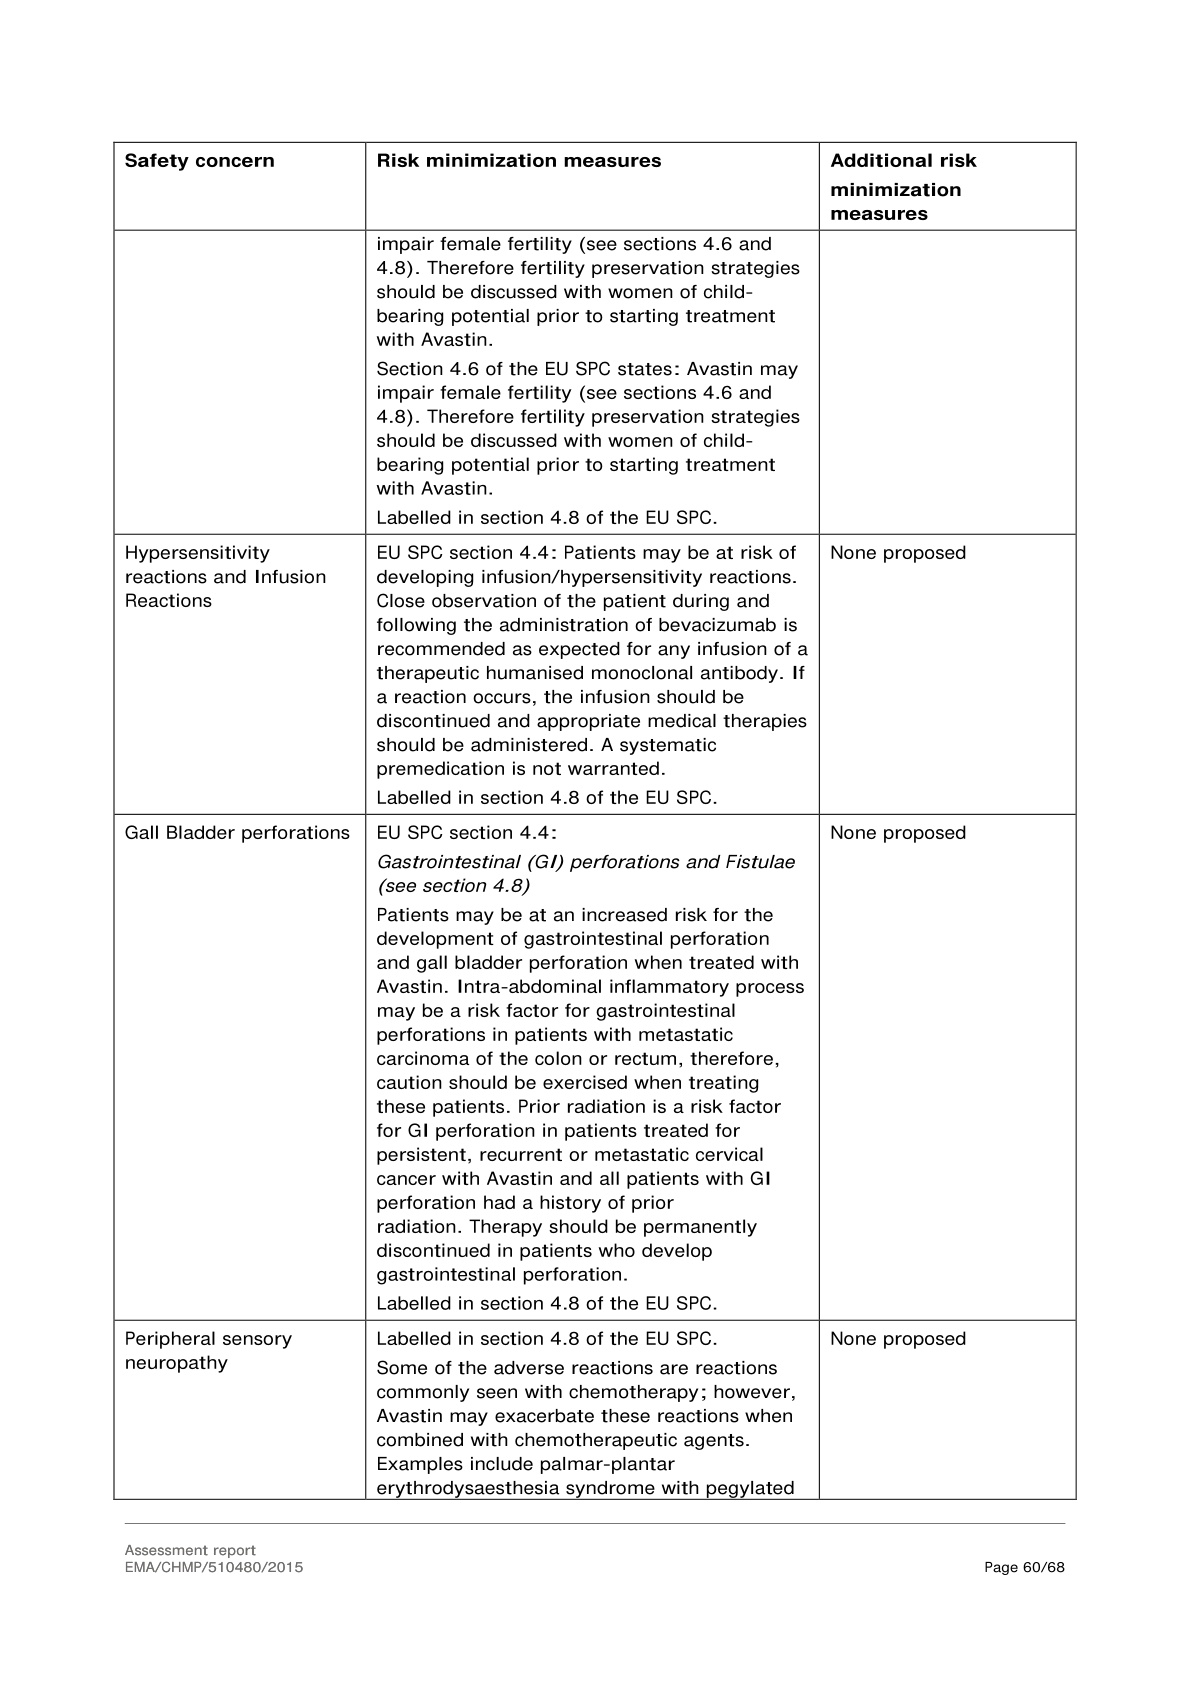 Safety concern
Risk minimization measures
Additional risk
minimization
measures
impair female fertility (see sections 4.6 and
4.8). Therefore fertility preservation strategies
should be discussed with women of child-
bearing potential prior to starting treatment
with Avastin.
Section 4.6 of the EU SPC states: Avastin may
impair female fertility (see sections 4.6 and
4.8). Therefore fertility preservation strategies
should be discussed with women of child-
bearing potential prior to starting treatment
with Avastin.
Labelled in section 4.8 of the EU SPC.
Hypersensitivity
reactions and Infusion
Reactions
EU SPC section 4.4: Patients may be at risk of
developing infusion/hypersensitivity reactions.
Close observation of the patient during and
following the administration of bevacizumab is
recommended as expected for any infusion of a
therapeutic humanised monoclonal antibody. If
a reaction occurs, the infusion should be
discontinued and appropriate medical therapies
should be administered. A systematic
premedication is not warranted.
Labelled in section 4.8 of the EU SPC.
None proposed
Gall Bladder perforations
EU SPC section 4.4:
Gastrointestinal (GI) perforations and Fistulae
(see section 4.8)
Patients may be at an increased risk for the
development of gastrointestinal perforation
and gall bladder perforation when treated with
Avastin. Intra-abdominal inflammatory process
may be a risk factor for gastrointestinal
perforations in patients with metastatic
carcinoma of the colon or rectum, therefore,
caution should be exercised when treating
these patients. Prior radiation is a risk factor
for GI perforation in patients treated for
persistent, recurrent or metastatic cervical
cancer with Avastin and all patients with GI
perforation had a history of prior
radiation. Therapy should be permanently
discontinued in patients who develop
gastrointestinal perforation.
Labelled in section 4.8 of the EU SPC.
None proposed
Peripheral sensory
neuropathy
Labelled in section 4.8 of the EU SPC.
Some of the adverse reactions are reactions
commonly seen with chemotherapy; however,
Avastin may exacerbate these reactions when
combined with chemotherapeutic agents.
Examples include palmar-plantar
erythrodysaesthesia syndrome with pegylated
None proposed
Assessment report
EMA/CHMP/510480/2015
Page 60/68